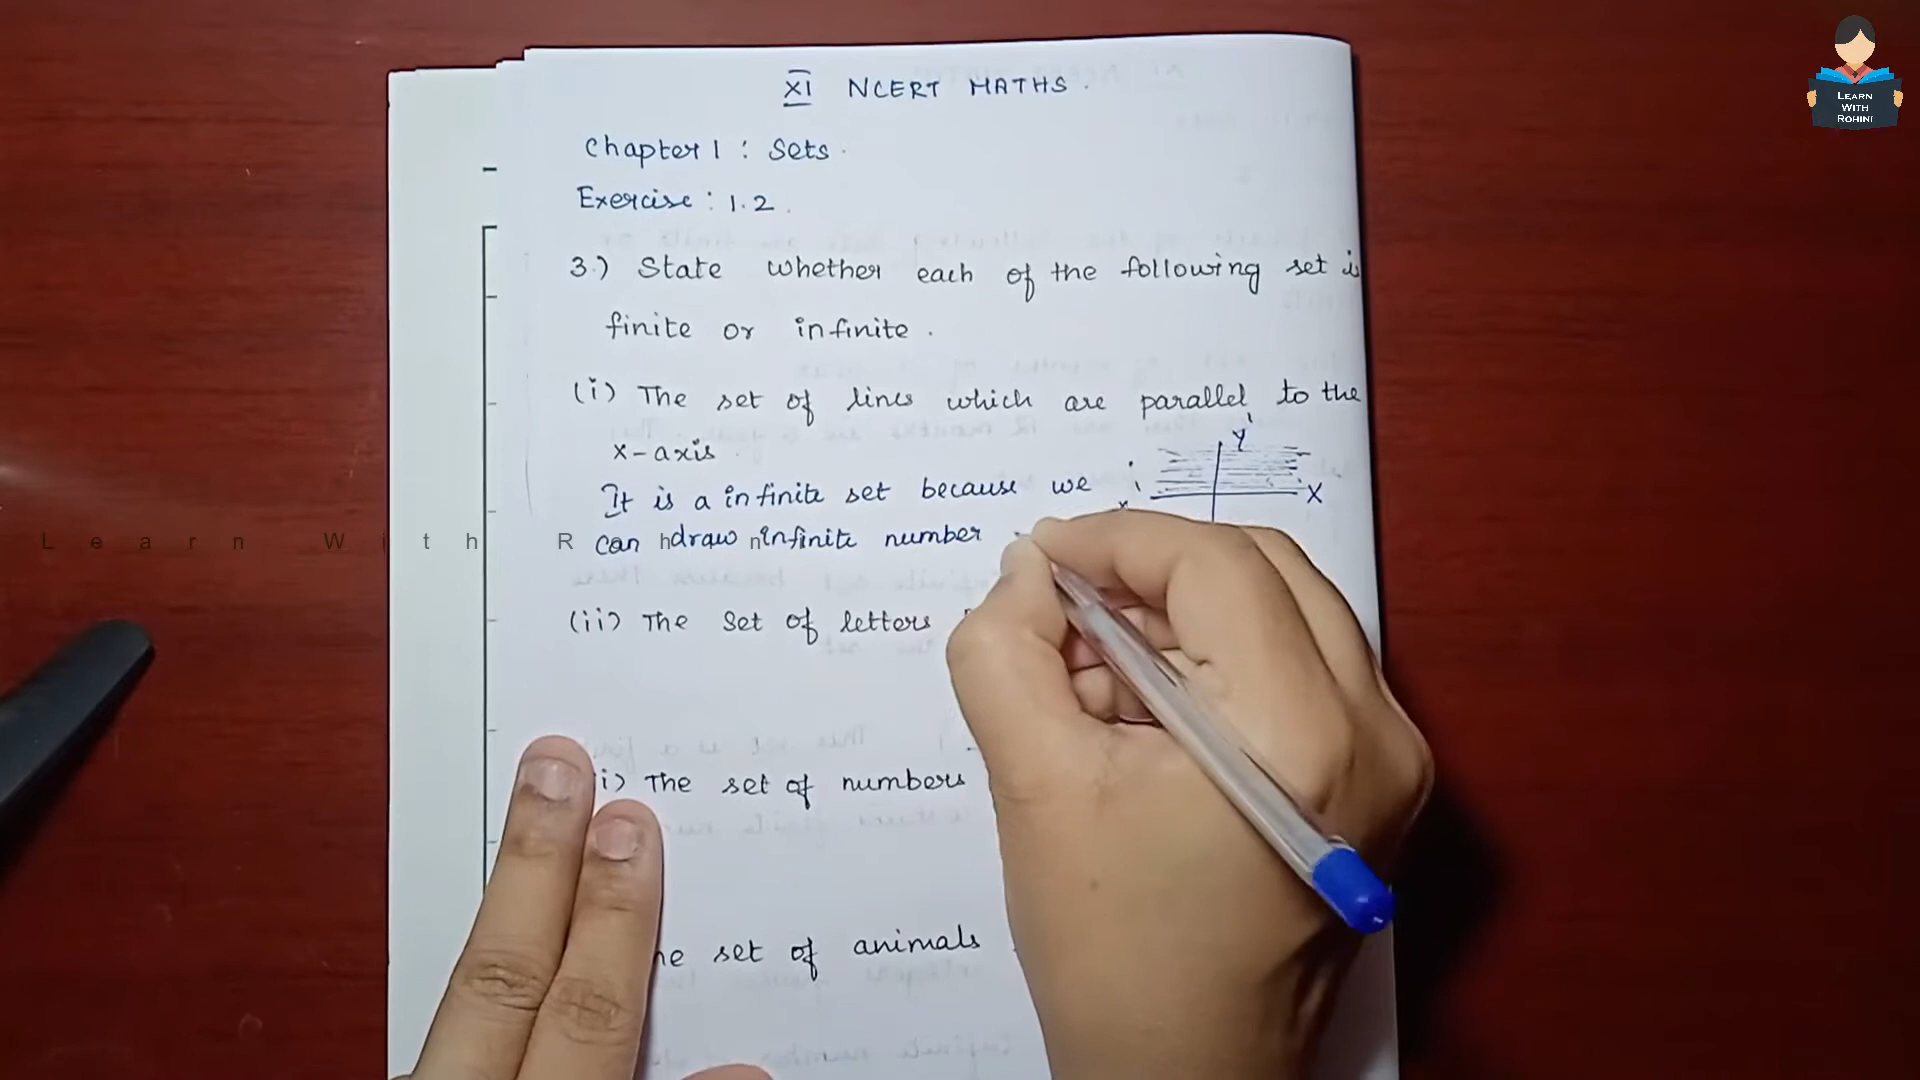 XI NCERT MATHS.
Chapter 1 : Sets.
Exercise : 1.2.
3.) State whether each of the following set is
finite or infinite.
(i) The set of lines which are parallel to the
x-axis
Y
It is a infinite set because we
X
can draw infinite number
(ii) The Set of letters
i) The set of numbers
he set of animals
Learn With R h n
LEARN
WITH
ROHINI